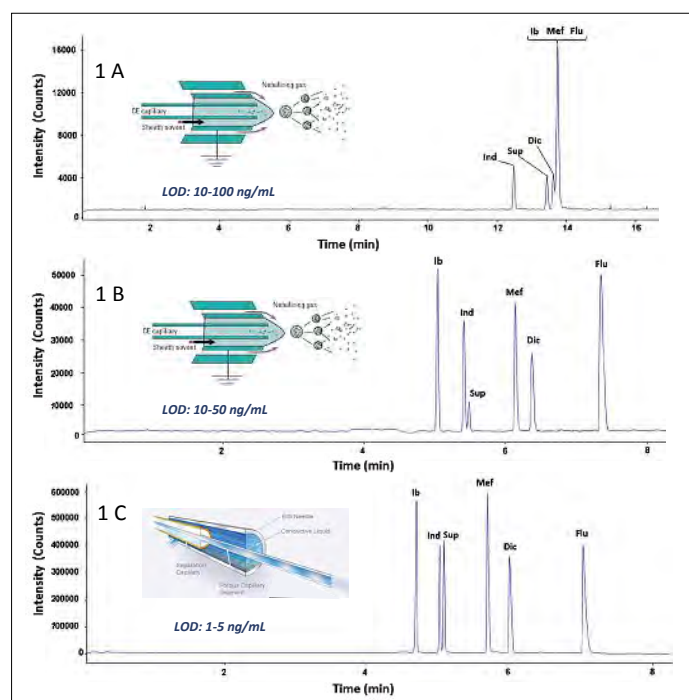 1 A
Nebulizing gas
CE capillary
Sheath solvent
LOD: 10-100 ng/mL
Ib Mef Flu
Ind
Sup
Dic
Intensity (Counts)
16000
12000
8000
4000
0
2 4 6 8 10 12 14 16
Time (min)
1 B
Nebulizing gas
CE capillary
Sheath solvent
LOD: 10-50 ng/mL
Ib
Ind
Sup
Mef
Dic
Flu
Intensity (Counts)
50000
40000
30000
20000
10000
0
2 4 6 8
Time (min)
1 C
ESI Needle
Conductive Liquid
Separation
Capillary
Porous Capillary
Segment
LOD: 1-5 ng/mL
Ib
Ind Sup
Mef
Dic
Flu
Intensity (Counts)
600000
500000
400000
300000
200000
100000
0
2 4 6 8
Time (min)